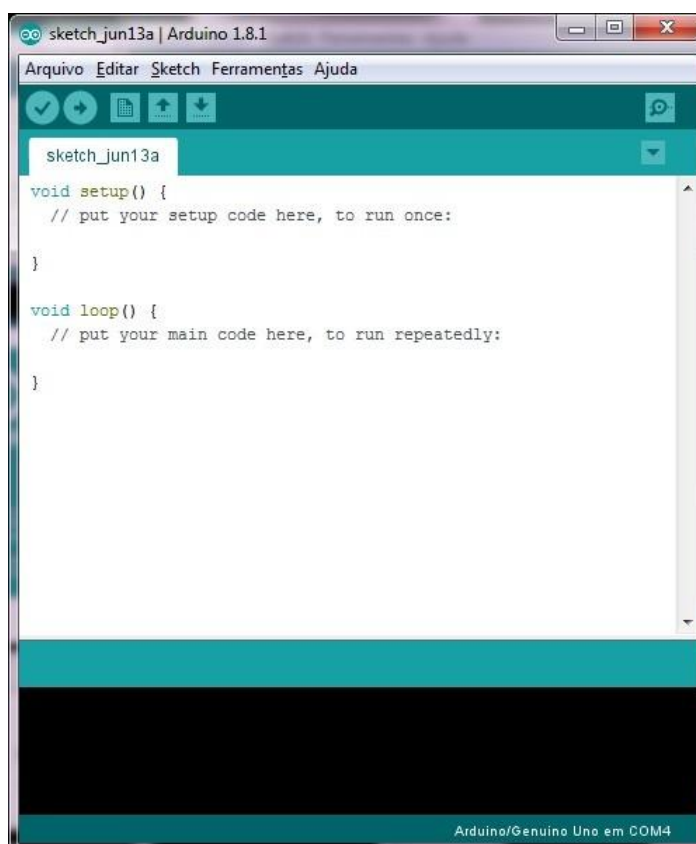 sketch_jun13a | Arduino 1.8.1
Arquivo Editar Sketch Ferramentas Ajuda
sketch_jun13a
void setup() {
// put your setup code here, to run once:
}
void loop() {
// put your main code here, to run repeatedly:
}
Arduino/Genuino Uno em COM4